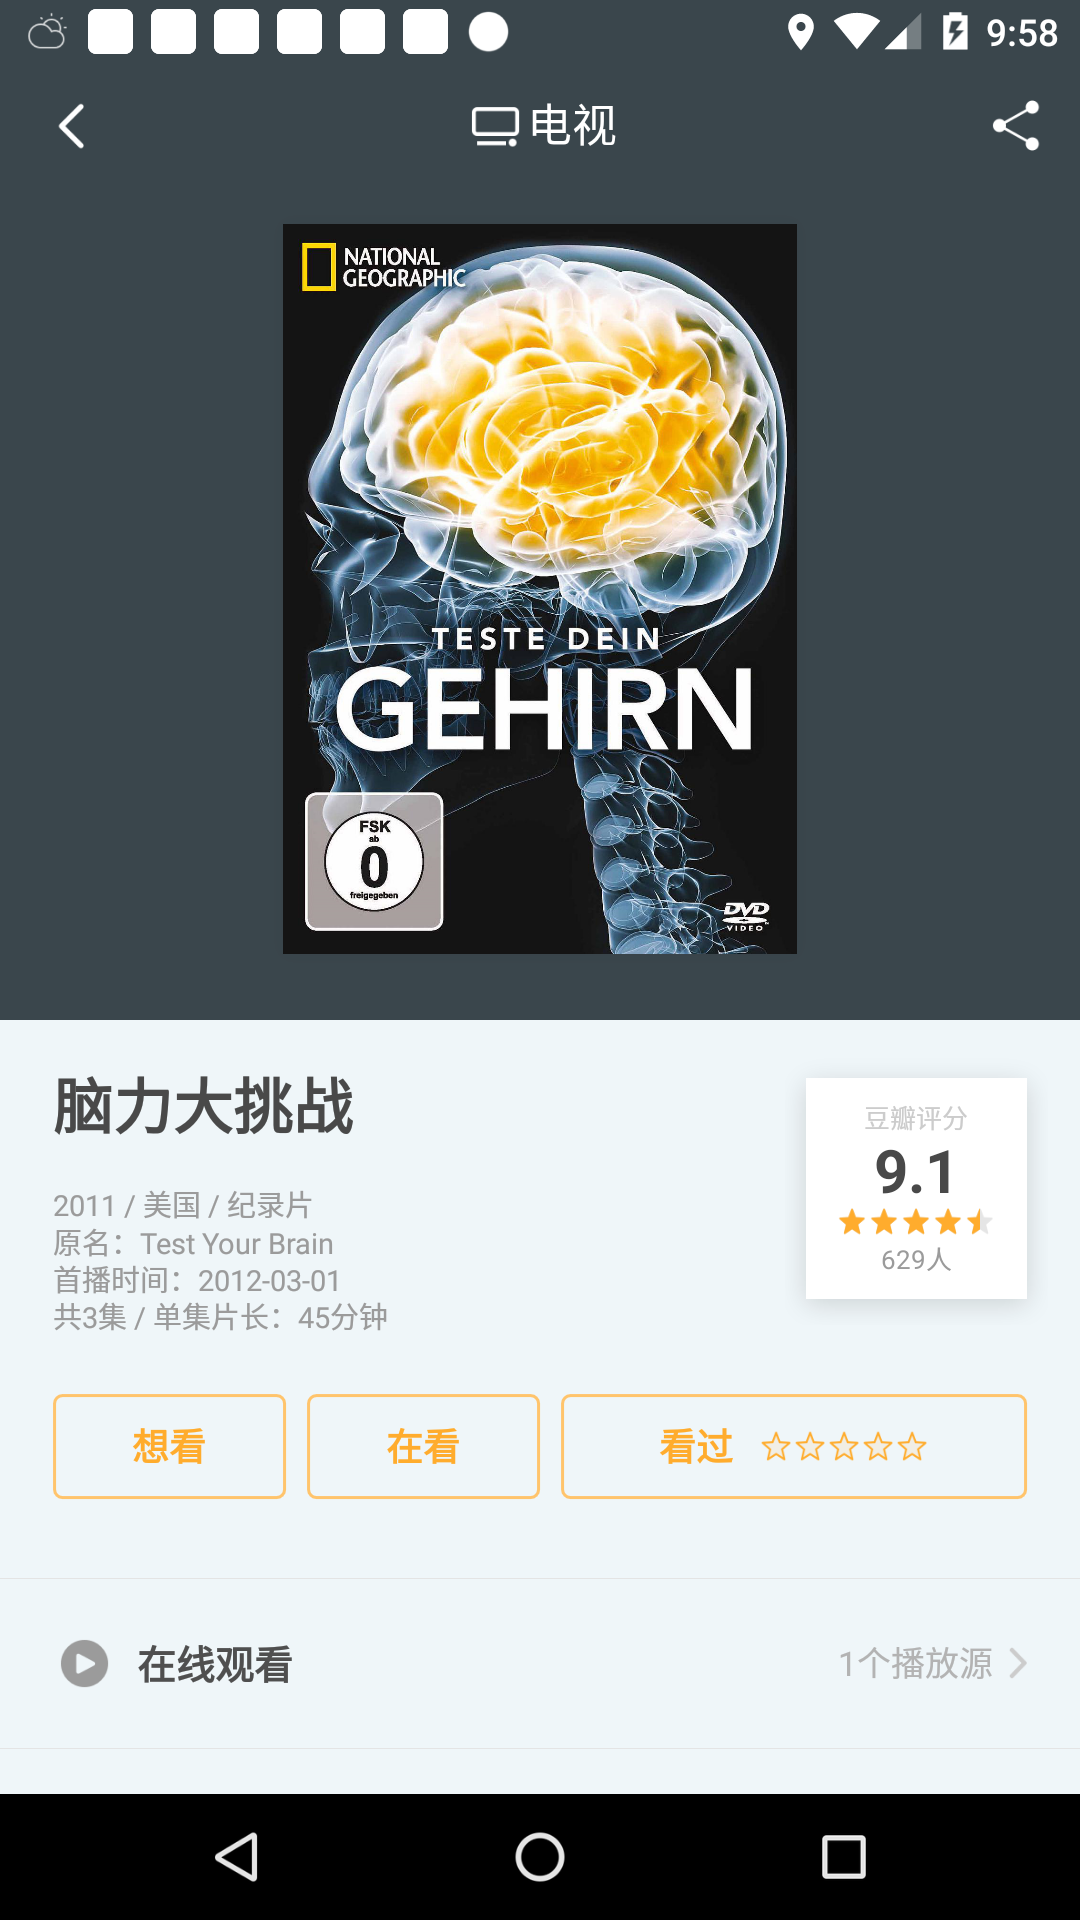 9:58
电视
NATIONAL
GEOGRAPHIC
TESTE DEIN
GEHIRN
FSK
ab
0
freigegeben
DVD
VIDEO
脑力大挑战
豆瓣评分
9.1
629人
2011 / 美国 / 纪录片
原名：Test Your Brain
首播时间：2012-03-01
共3集 / 单集片长：45分钟
想看
在看
看过
在线观看
1个播放源